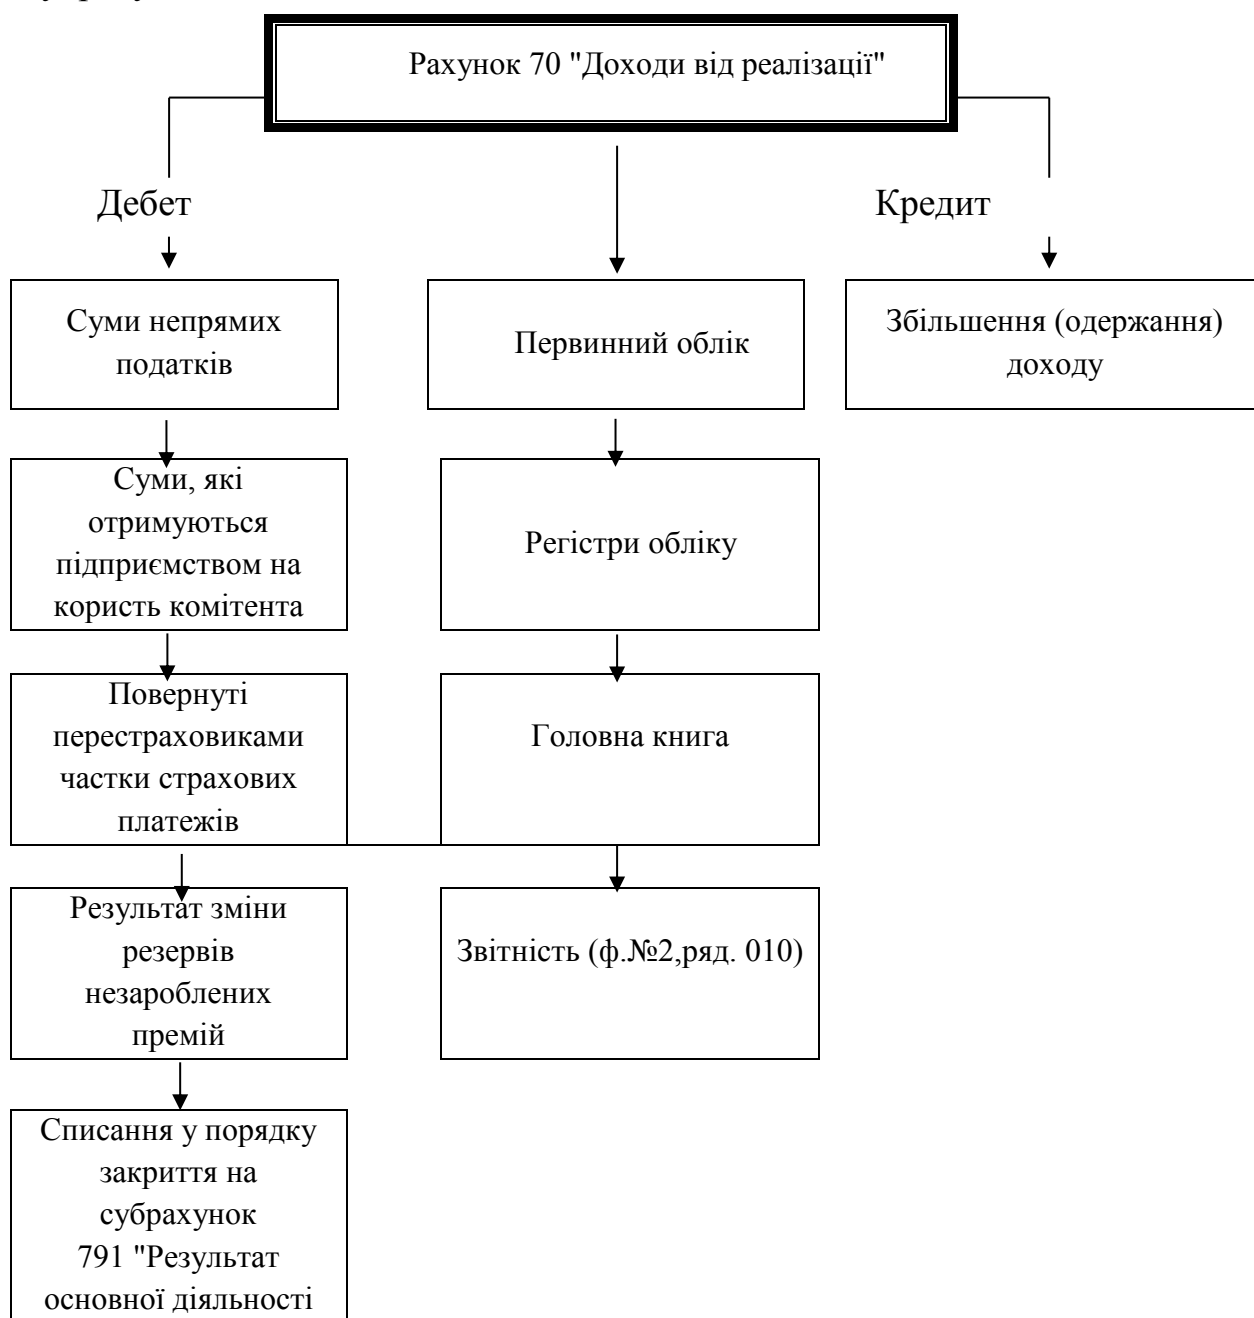 Рахунок 70 "Доходи від реалізації"
Дебет
Кредит
Суми непрямих
податків
Первинний облік
Збільшення (одержання)
доходу
Суми, які
отримуються
підприємством на
користь комітента
Регістри обліку
Повернуті
перестраховиками
частки страхових
платежів
Головна книга
Результат зміни
резервів
незароблених
премій
Звітність (ф.№2,ряд. 010)
Списання у порядку
закриття на
субрахунок
791 "Результат
основної діяльності